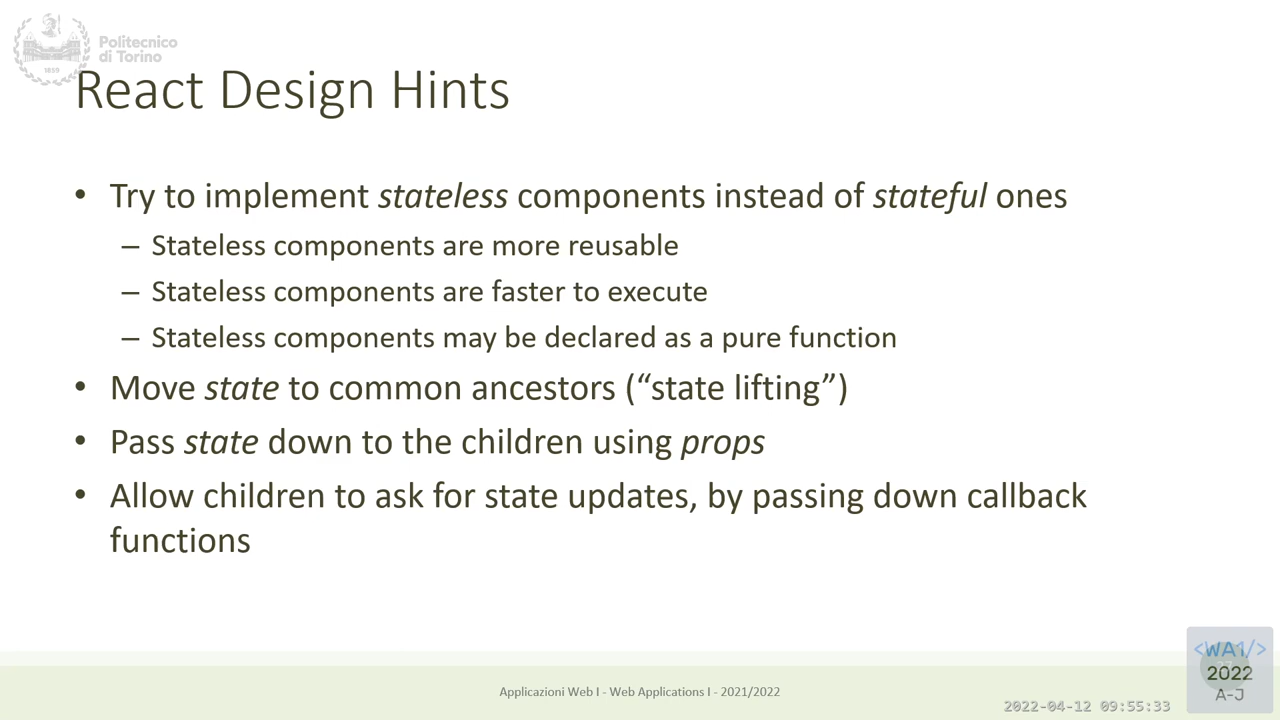 Politecnico
di Torino
1859
React Design Hints
• Try to implement stateless components instead of stateful ones
– Stateless components are more reusable
– Stateless components are faster to execute
– Stateless components may be declared as a pure function
• Move state to common ancestors (“state lifting”)
• Pass state down to the children using props
• Allow children to ask for state updates, by passing down callback
functions
Applicazioni Web I - Web Applications I - 2021/2022
2022-04-12 09:55:33
<WA1/>
2022
A-J